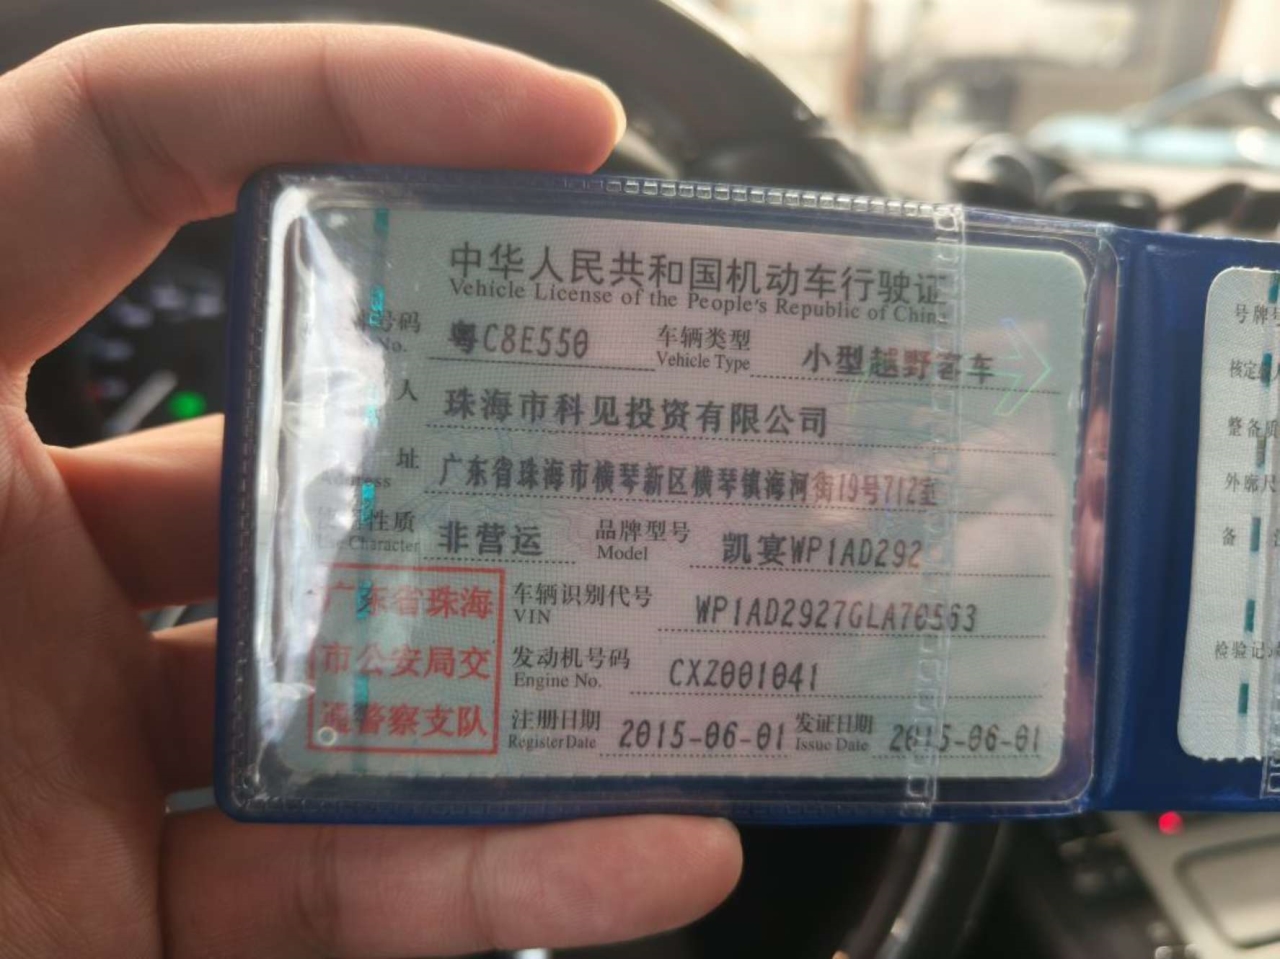 中华人民共和国机动车行驶证
Vehicle License of the People's Republic of China
号码 粤C8E550 车辆类型 小型越野客车
No. Vehicle Type
人 珠海市科见投资有限公司
址 广东省珠海市横琴新区横琴镇海河街19号712室
Address
性质 非营运 品牌型号 凯宴WP1AD292
Character Model
广东省珠海
市公安局交
通警察支队
车辆识别代号 WP1AD2927GLA70563
VIN
发动机号码 CXZ001041
Engine No.
注册日期 2015-06-01 发证日期 2015-06-01
Register Date Issue Date
号牌
核定
整备质
外廓尺
备
检验记